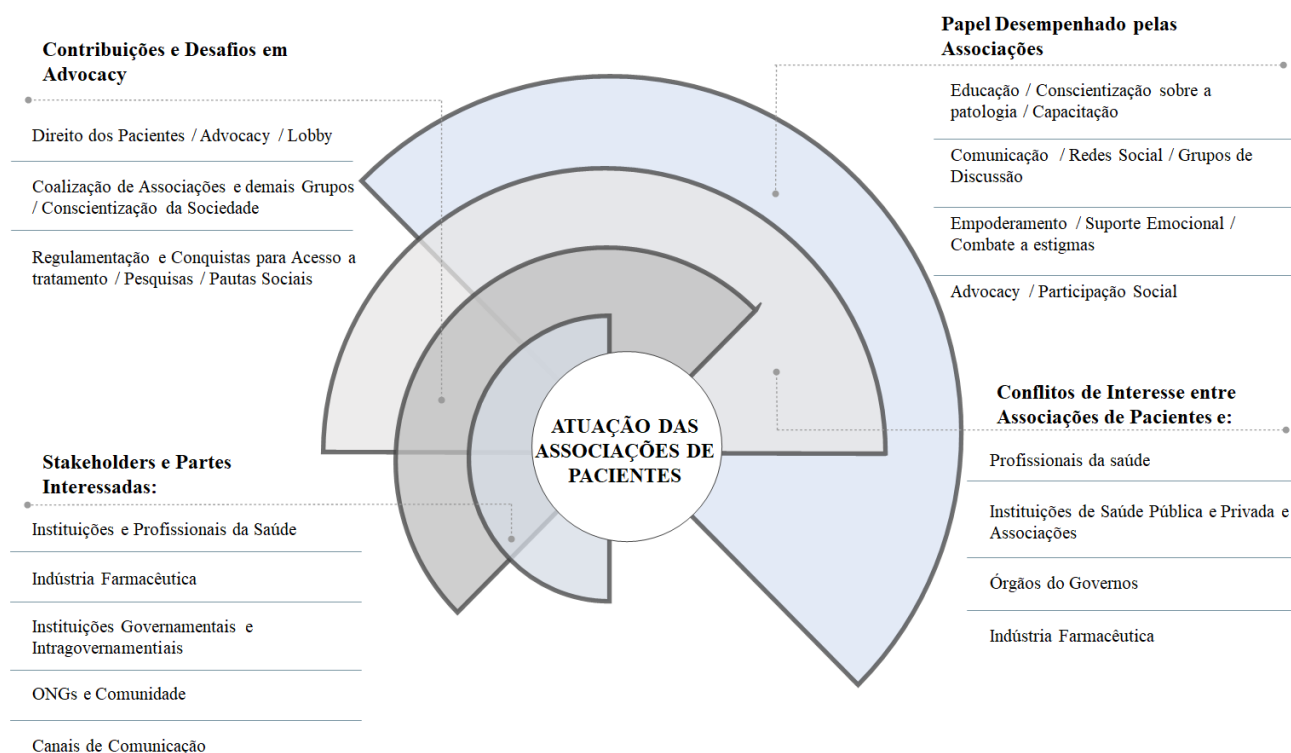 Contribuições e Desafios em
Advocacy
Direito dos Pacientes / Advocacy / Lobby
Coalização de Associações e demais Grupos
/ Conscientização da Sociedade
Regulamentação e Conquistas para Acesso a
tratamento / Pesquisas / Pautas Sociais
Papel Desempenhado pelas
Associações
Educação / Conscientização sobre a
patologia / Capacitação
Comunicação / Redes Social / Grupos de
Discussão
Empoderamento / Suporte Emocional /
Combate a estigmas
Advocacy / Participação Social
ATUAÇÃO DAS
ASSOCIAÇÕES DE
PACIENTES
Stakeholders e Partes
Interessadas:
Instituições e Profissionais da Saúde
Indústria Farmacêutica
Instituições Governamentais e
Intragovernamentiais
ONGs e Comunidade
Canais de Comunicação
Conflitos de Interesse entre
Associações de Pacientes e:
Profissionais da saúde
Instituições de Saúde Pública e Privada e
Associações
Órgãos do Governos
Indústria Farmacêutica